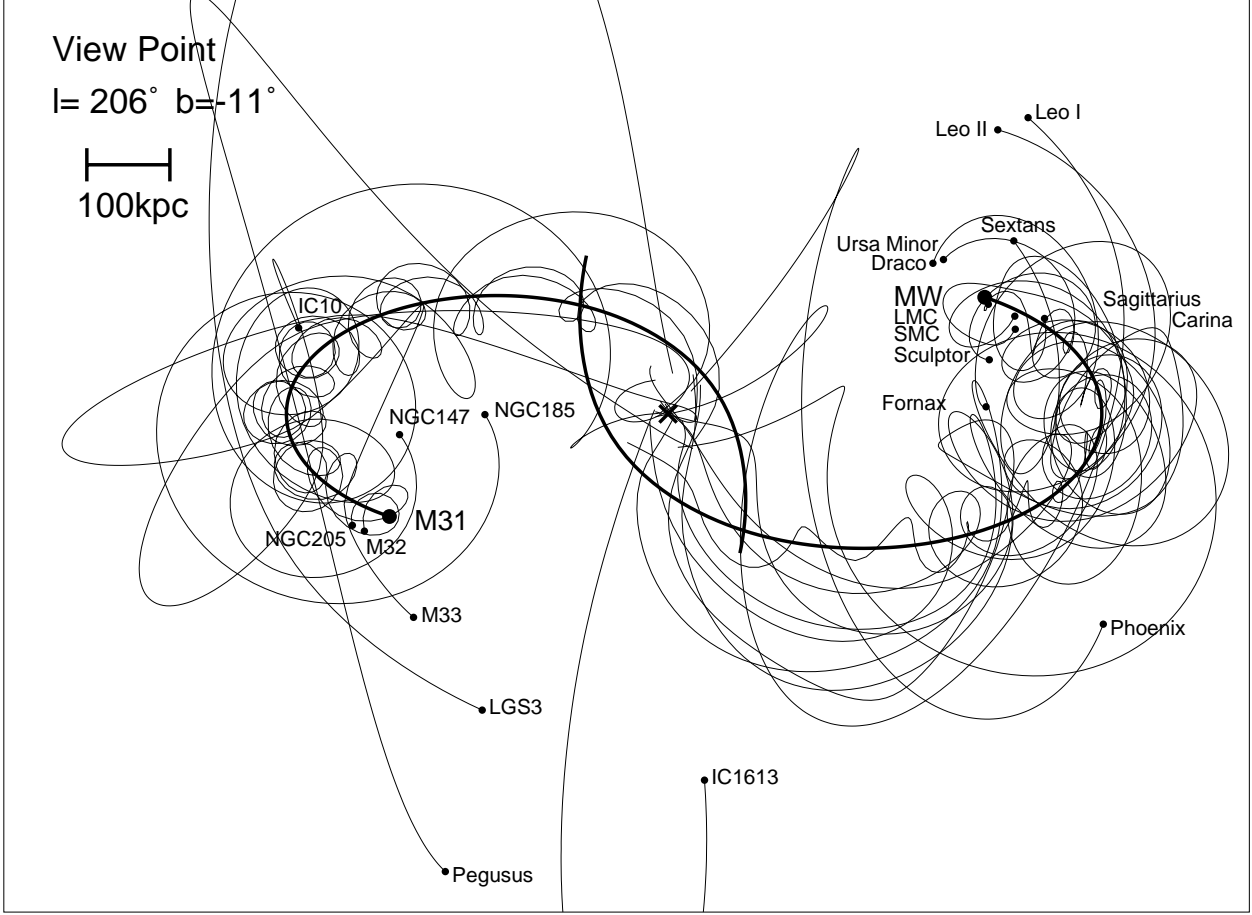 View Point
l= 206° b=-11°
100kpc
Leo I
Leo II
Sextans
Ursa Minor
Draco
MW
LMC
SMC
Sculptor
Sagittarius
Carina
Fornax
IC10
NGC147
NGC185
M31
NGC205
M32
M33
Phoenix
LGS3
IC1613
Pegusus